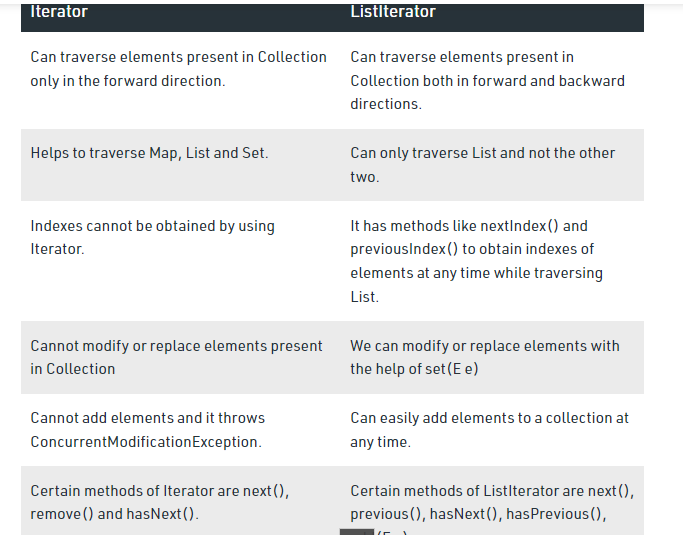 Iterator
ListIterator
Can traverse elements present in Collection
only in the forward direction.
Can traverse elements present in
Collection both in forward and backward
directions.
Helps to traverse Map, List and Set.
Can only traverse List and not the other
two.
Indexes cannot be obtained by using
Iterator.
It has methods like nextIndex() and
previousIndex() to obtain indexes of
elements at any time while traversing
List.
Cannot modify or replace elements present
in Collection
We can modify or replace elements with
the help of set(E e)
Cannot add elements and it throws
ConcurrentModificationException.
Can easily add elements to a collection at
any time.
Certain methods of Iterator are next(),
remove() and hasNext().
Certain methods of ListIterator are next(),
previous(), hasNext(), hasPrevious(),